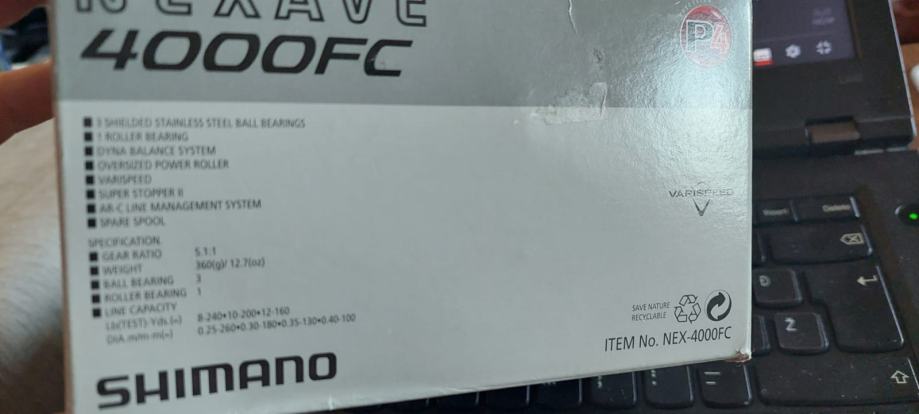 NEXAVE
4000FC
P4
■ 3 SHIELDED STAINLESS STEEL BALL BEARINGS
■ 1 ROLLER BEARING
■ DYNA BALANCE SYSTEM
■ OVERSIZED POWER ROLLER
■ VARISPEED
■ SUPER STOPPER II
■ AR-C LINE MANAGEMENT SYSTEM
■ SPARE SPOOL
VARISPEED
SPECIFICATION
■ GEAR RATIO 5.1:1
■ WEIGHT 360(g)/ 12.7(oz)
■ BALL BEARING 3
■ ROLLER BEARING 1
■ LINE CAPACITY
Lb(TEST)-Yds.(≈) 8-240•10-200•12-160
DIA.m/m-m(≈) 0.25-260•0.30-180•0.35-130•0.40-100
SAVE NATURE
RECYCLABLE
ITEM No. NEX-4000FC
SHIMANO
Insert
Delete
D
Z